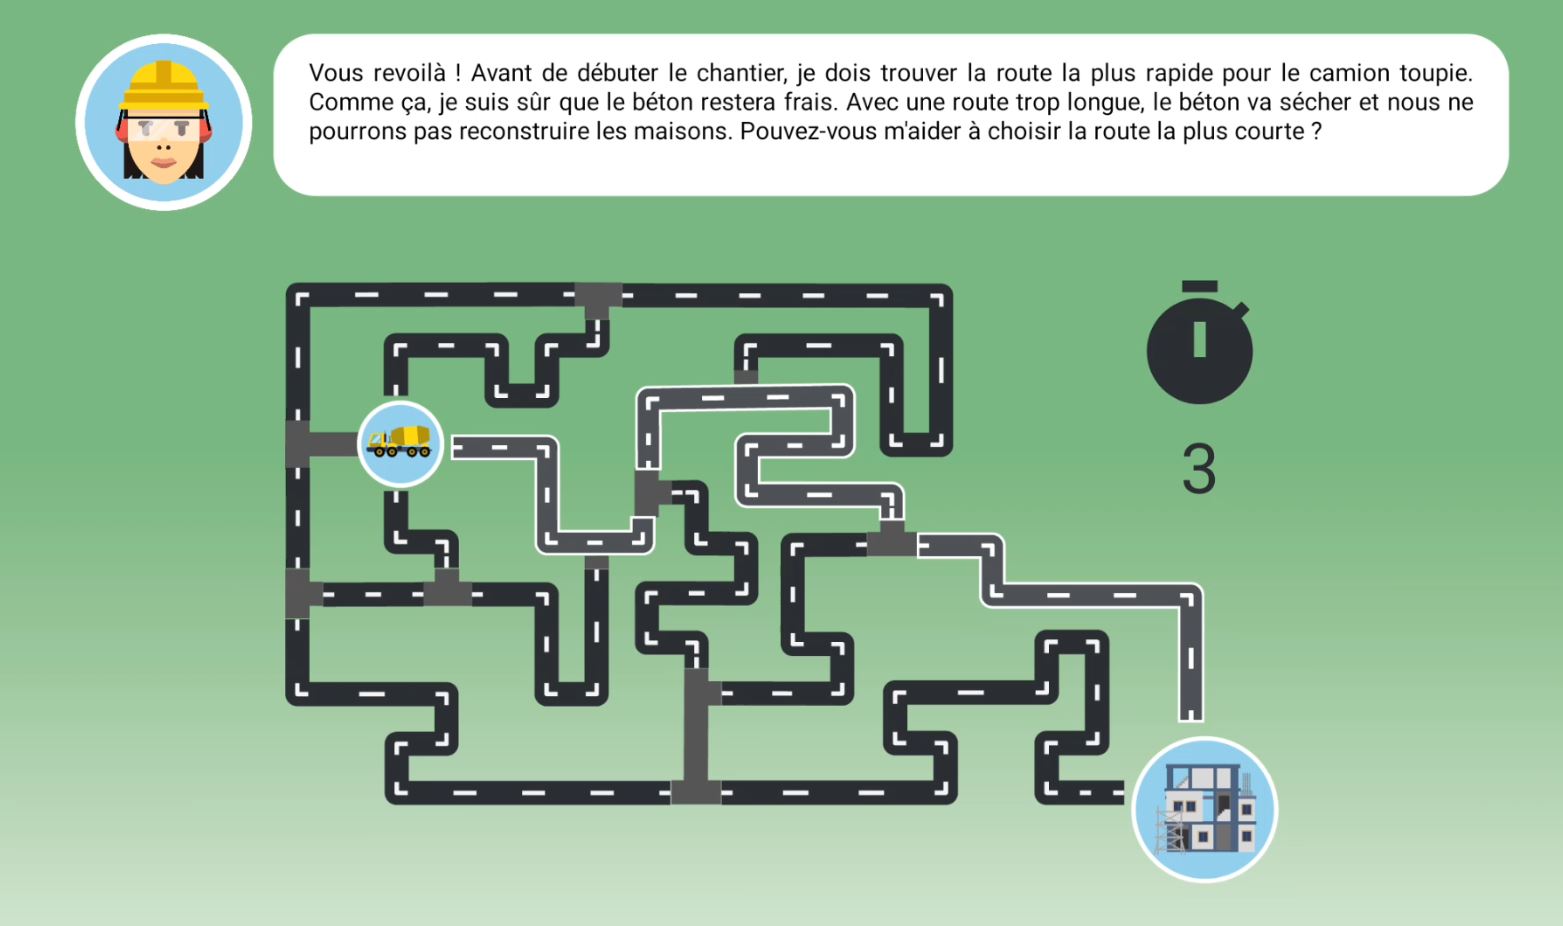 Vous revoilà ! Avant de débuter le chantier, je dois trouver la route la plus rapide pour le camion toupie.
Comme ça, je suis sûr que le béton restera frais. Avec une route trop longue, le béton va sécher et nous ne
pourrons pas reconstruire les maisons. Pouvez-vous m'aider à choisir la route la plus courte ?
3